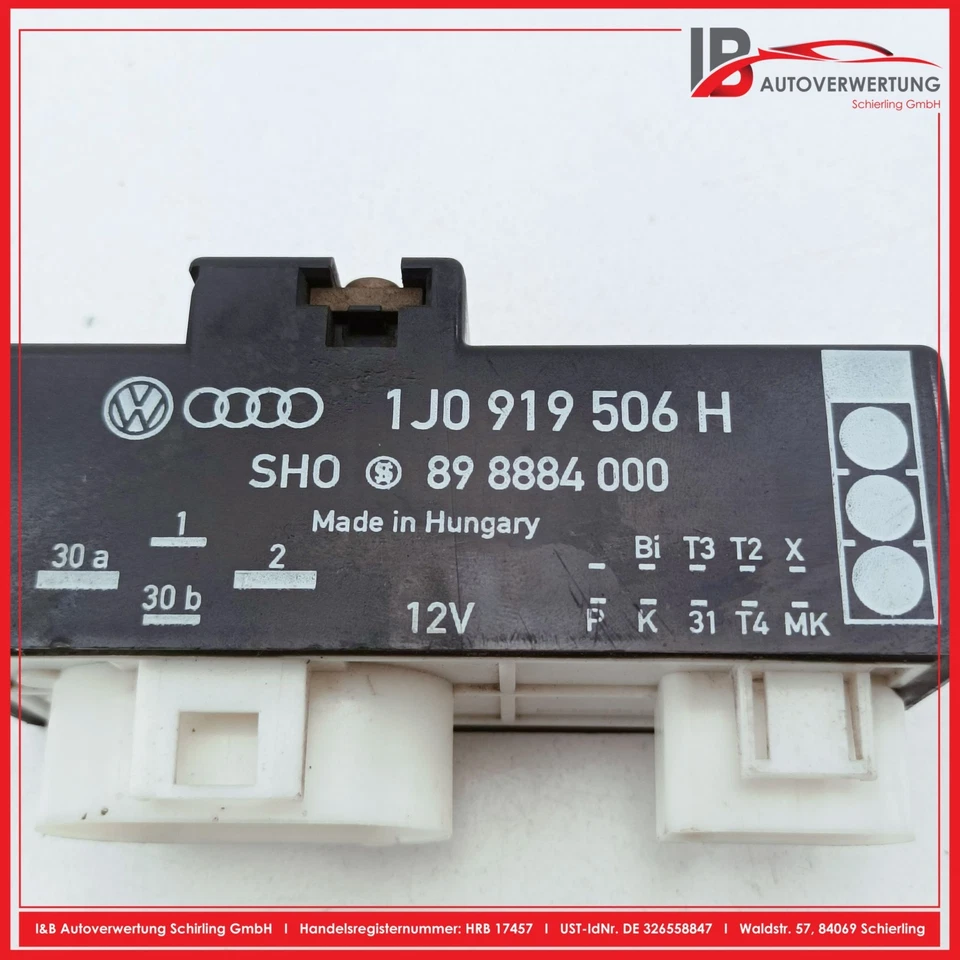 IB
AUTOVERWERTUNG
Schierling GmbH
1J0 919 506 H
SHO S 89 8884 000
Made in Hungary
1
30 a
2
30 b
12V
Bi T3 T2 X
P K 31 T4 MK
I&B Autoverwertung Schirling GmbH I Handelsregisternummer: HRB 17457 I UST-IdNr. DE 326558847 I Waldstr. 57, 84069 Schierling